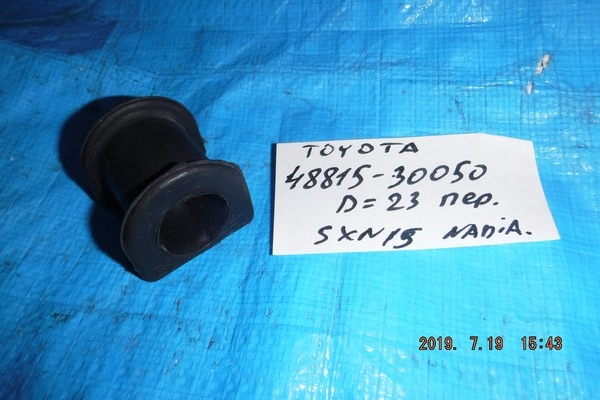 TOYOTA
48815-30050
D=23 пер.
SXN15 NADIA.
2019. 7.19 15:43